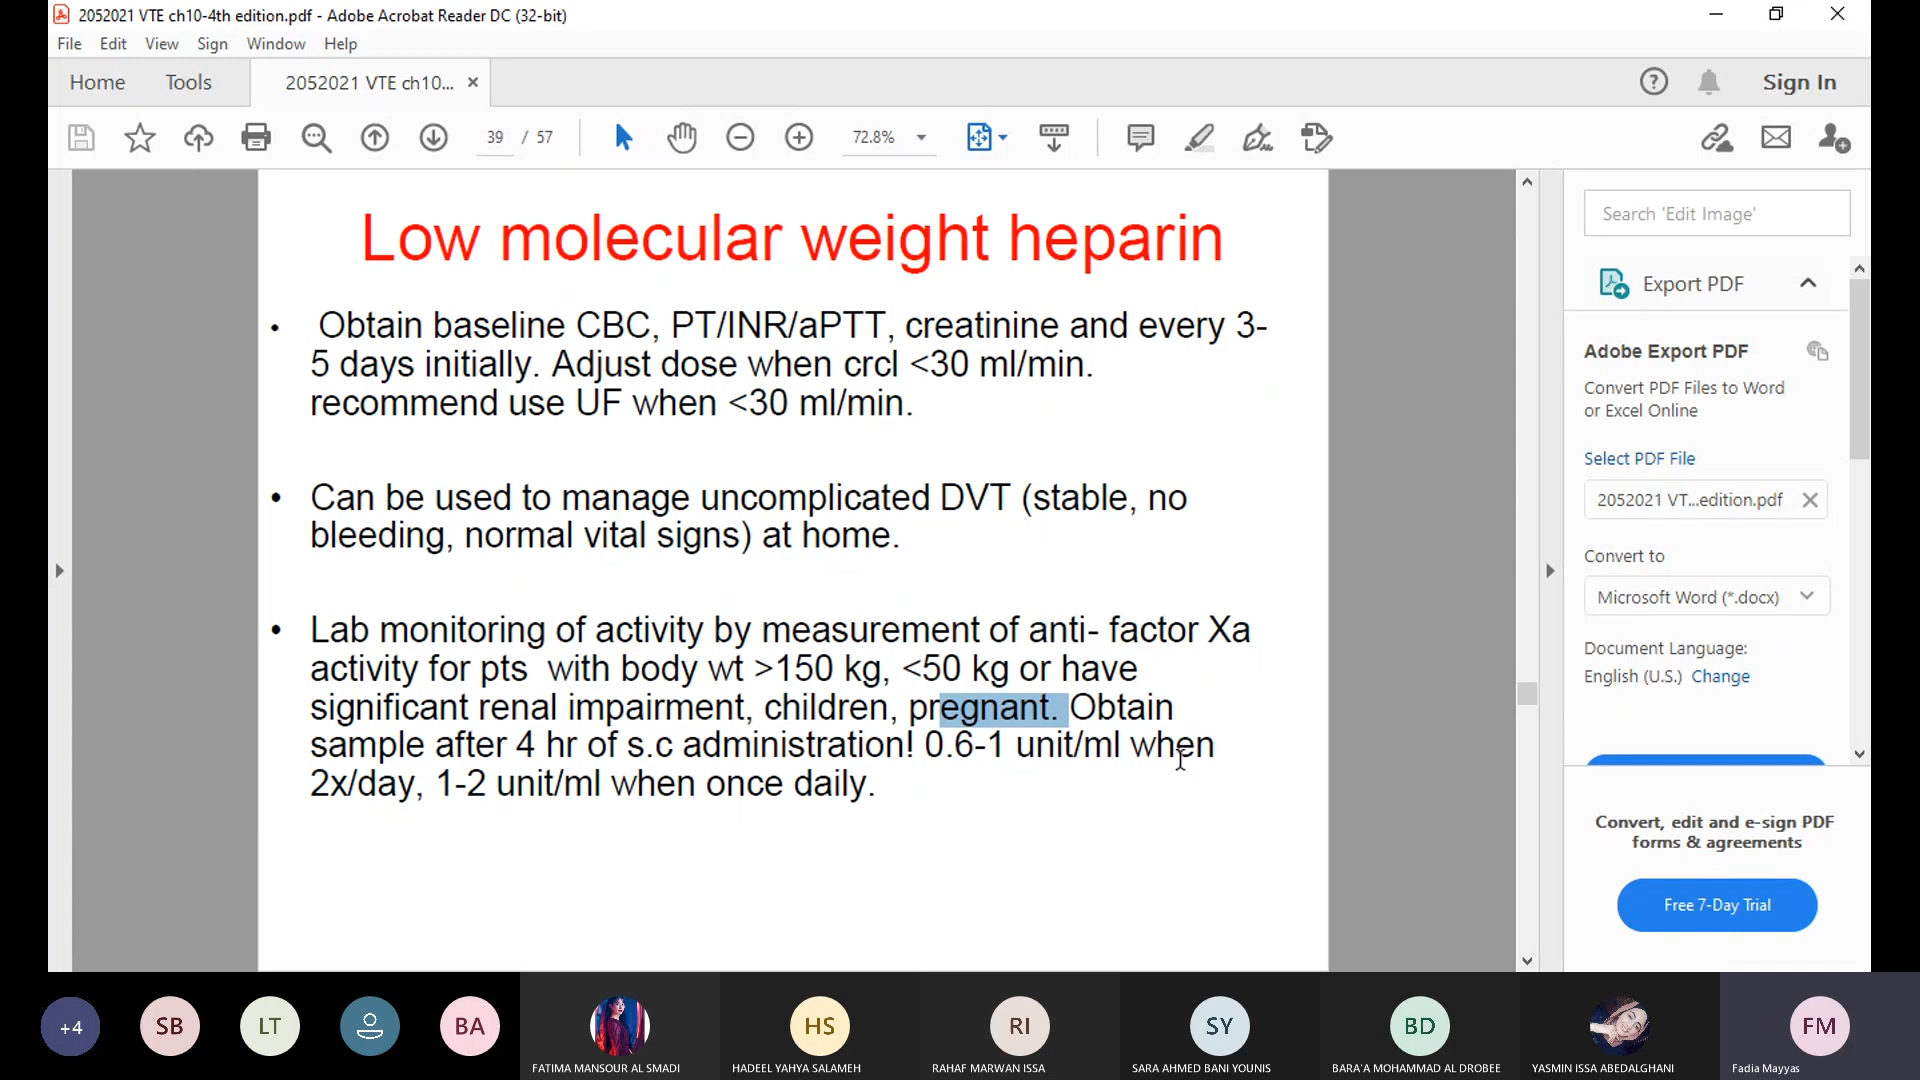 2052021 VTE ch10-4th edition.pdf - Adobe Acrobat Reader DC (32-bit)
File Edit View Sign Window Help
Home Tools 2052021 VTE ch10... Sign In
39 / 57 72.8%
Low molecular weight heparin
• Obtain baseline CBC, PT/INR/aPTT, creatinine and every 3-
5 days initially. Adjust dose when crcl <30 ml/min.
recommend use UF when <30 ml/min.
• Can be used to manage uncomplicated DVT (stable, no
bleeding, normal vital signs) at home.
• Lab monitoring of activity by measurement of anti- factor Xa
activity for pts with body wt >150 kg, <50 kg or have
significant renal impairment, children, pregnant. Obtain
sample after 4 hr of s.c administration! 0.6-1 unit/ml when
2x/day, 1-2 unit/ml when once daily.
Search 'Edit Image'
Export PDF
Adobe Export PDF
Convert PDF Files to Word
or Excel Online
Select PDF File
2052021 VT...edition.pdf
Convert to
Microsoft Word (*.docx)
Document Language:
English (U.S.) Change
Convert, edit and e-sign PDF
forms & agreements
Free 7-Day Trial
+4 SB LT BA HS RI SY BD FM
FATIMA MANSOUR AL SMADI HADEEL YAHYA SALAMEH RAHAF MARWAN ISSA SARA AHMED BANI YOUNIS BARA'A MOHAMMAD AL DROBEE YASMIN ISSA ABEDALGHANI Fadia Mayyas